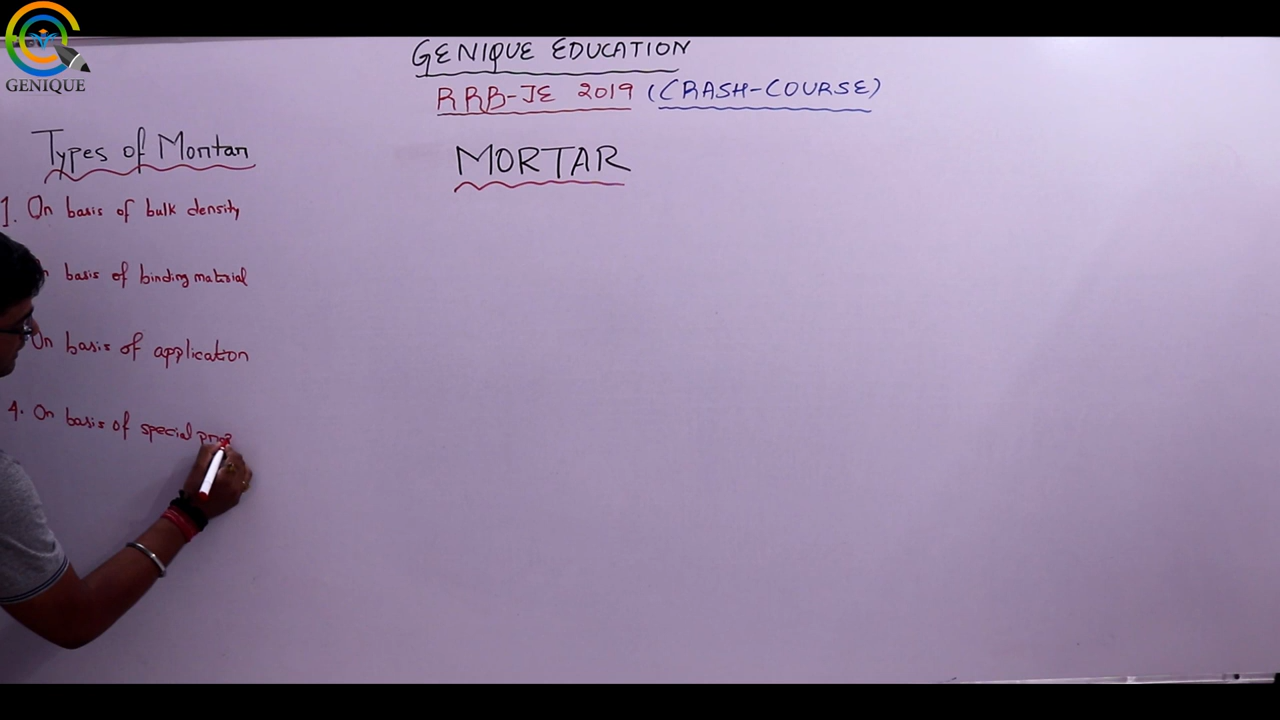 GENIQUE
GENIQUE EDUCATION
RRB-JE 2019 (CRASH-COURSE)
Types of Mortar
MORTAR
1. On basis of bulk density
basis of binding material
On basis of application
4. On basis of special